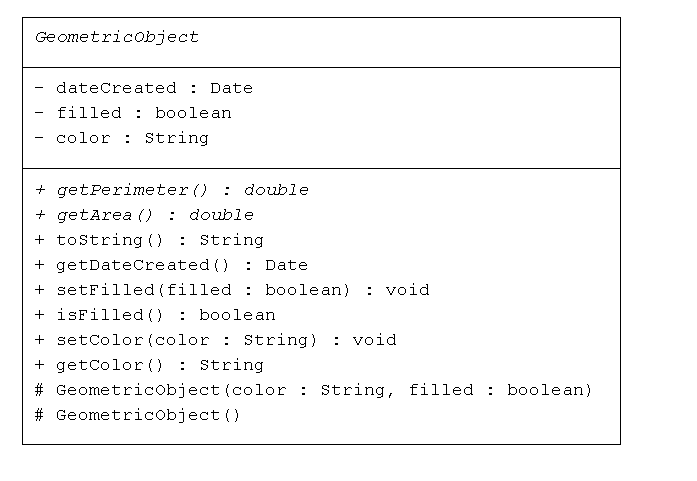 GeometricObject
- dateCreated : Date
- filled : boolean
- color : String
+ getPerimeter() : double
+ getArea() : double
+ toString() : String
+ getDateCreated() : Date
+ setFilled(filled : boolean) : void
+ isFilled() : boolean
+ setColor(color : String) : void
+ getColor() : String
# GeometricObject(color : String, filled : boolean)
# GeometricObject()